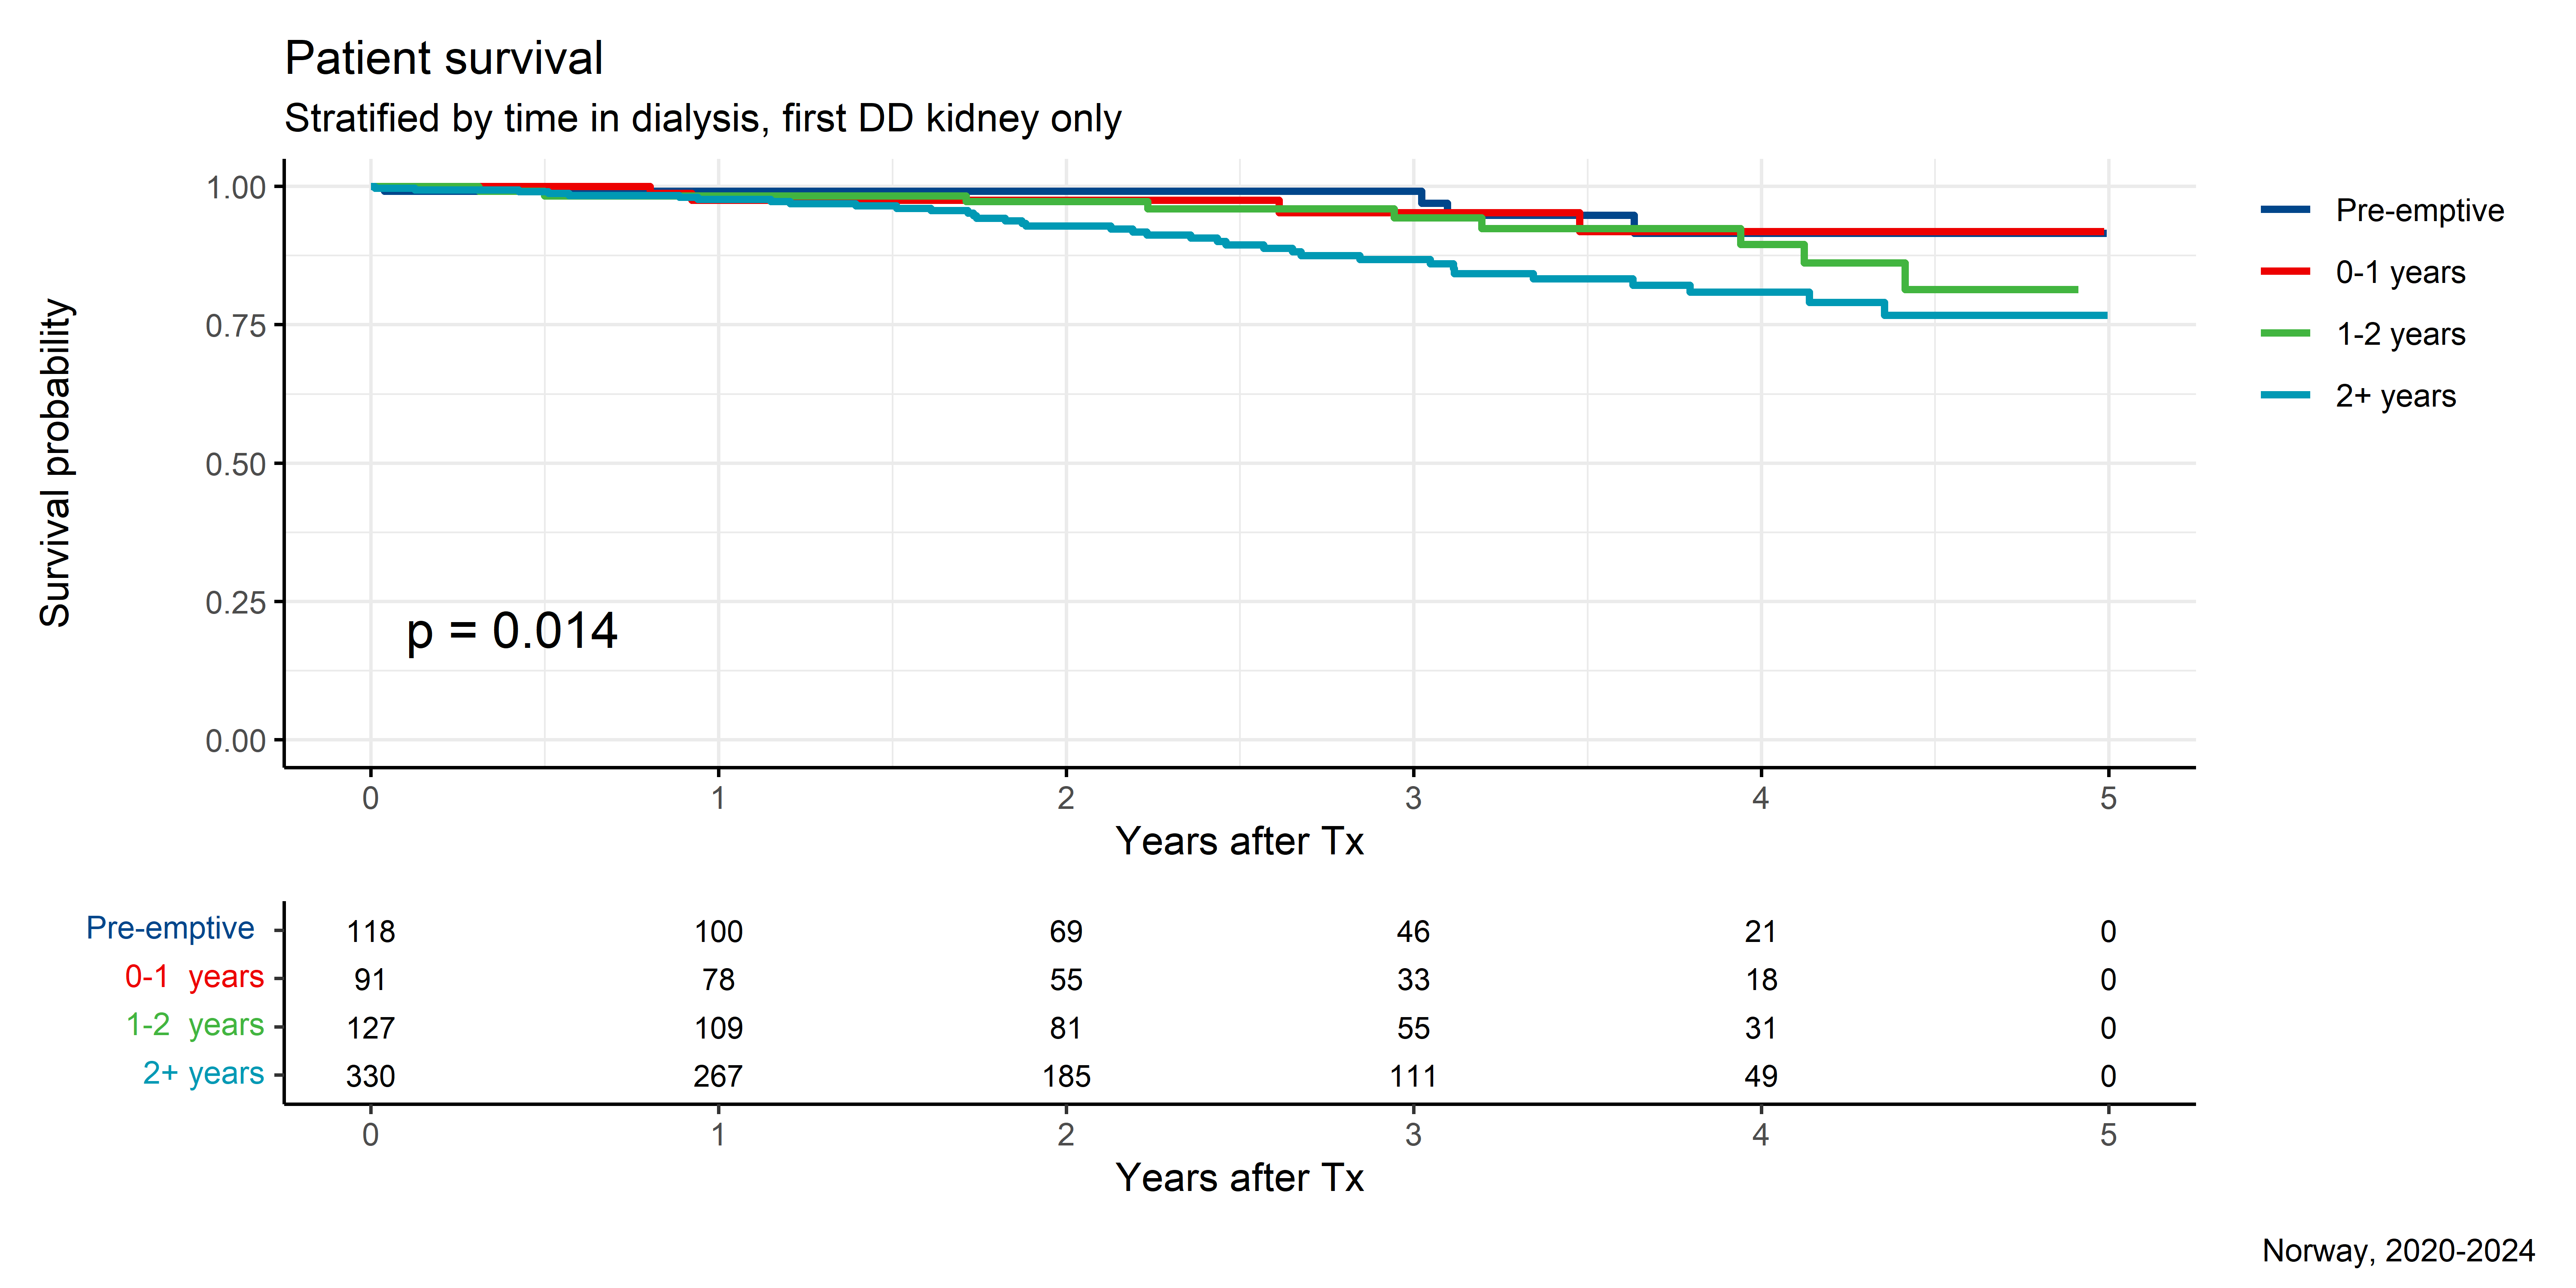 Patient survival
Stratified by time in dialysis, first DD kidney only
Survival probability
1.00
0.75
0.50
0.25
0.00
p = 0.014
0 1 2 3 4 5
Years after Tx
Pre-emptive
0-1 years
1-2 years
2+ years
Pre-emptive 118 100 69 46 21 0
0-1 years 91 78 55 33 18 0
1-2 years 127 109 81 55 31 0
2+ years 330 267 185 111 49 0
0 1 2 3 4 5
Years after Tx
Norway, 2020-2024